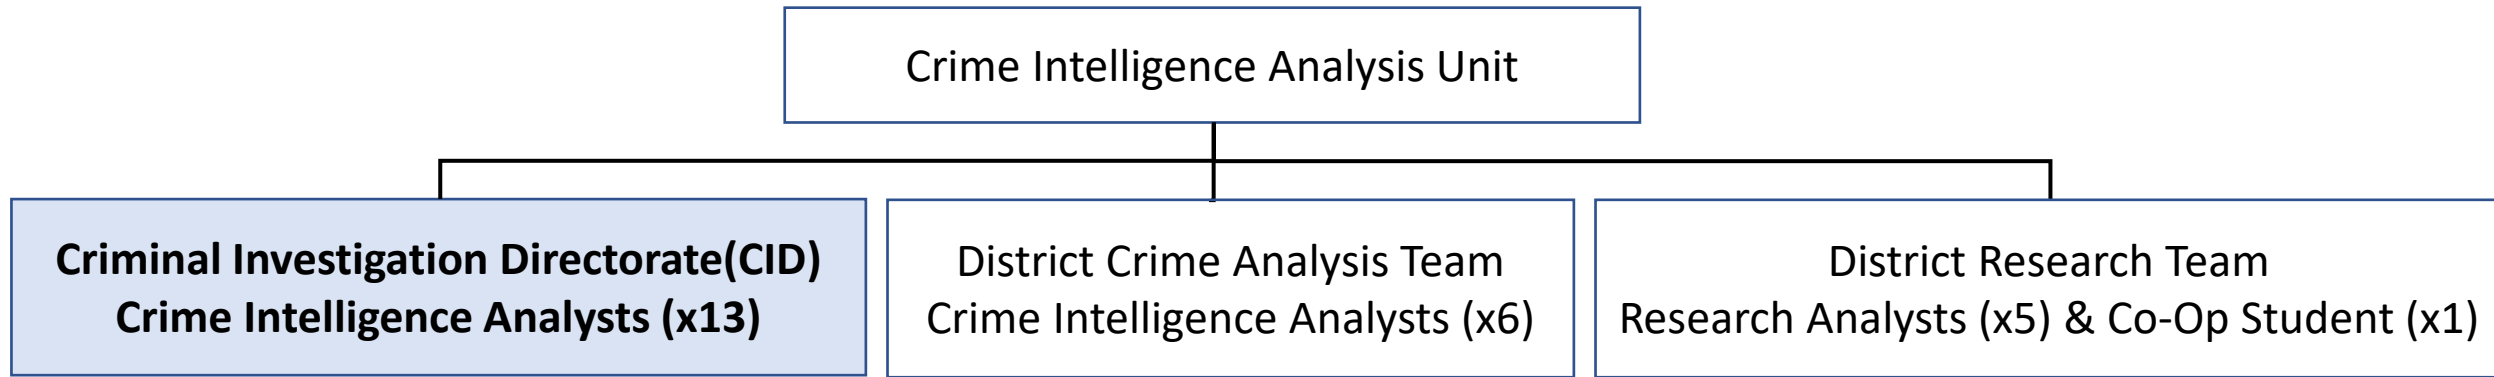 Crime Intelligence Analysis Unit
Criminal Investigation Directorate(CID)
Crime Intelligence Analysts (x13)
District Crime Analysis Team
Crime Intelligence Analysts (x6)
District Research Team
Research Analysts (x5) & Co-Op Student (x1)